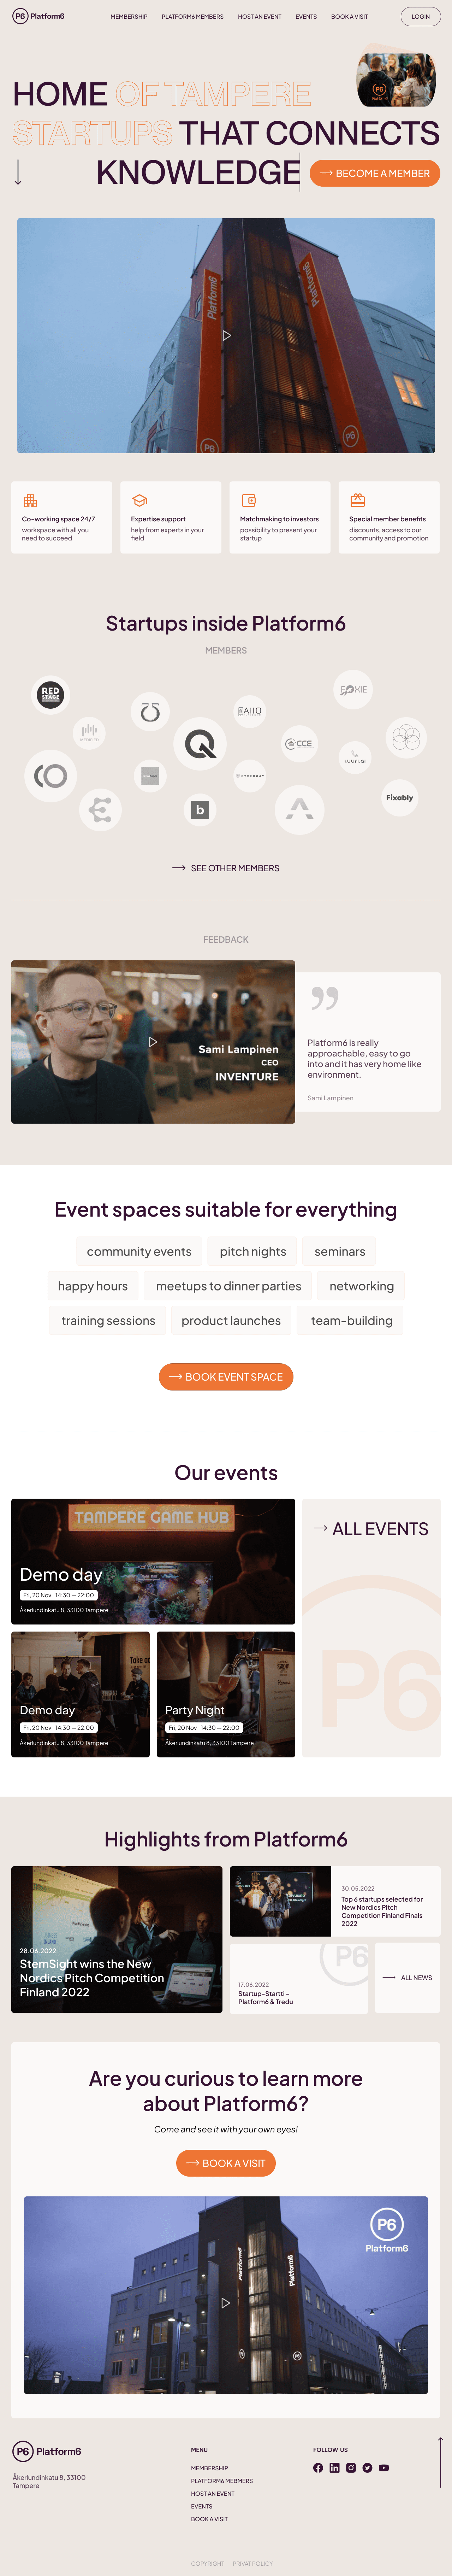 P6 Platform6
MEMBERSHIP
PLATFORM6 MEMBERS
HOST AN EVENT
EVENTS
BOOK A VISIT
LOGIN
HOME OF TAMPERE
STARTUPS THAT CONNECTS
KNOWLEDGE
BECOME A MEMBER
Platform6
Platform6
P6
P6
Co-working space 24/7
workspace with all you
need to succeed
Expertise support
help from experts in your
field
Matchmaking to investors
possibility to present your
startup
Special member benefits
discounts, access to our
community and promotion
Startups inside Platform6
MEMBERS
RED
STAGE
AIIO
CCE
b
Fixably
SEE OTHER MEMBERS
FEEDBACK
Sami Lampinen
CEO
INVENTURE
”
Platform6 is really
approachable, easy to go
into and it has very home like
environment.
Sami Lampinen
Event spaces suitable for everything
community events
pitch nights
seminars
happy hours
meetups to dinner parties
networking
training sessions
product launches
team-building
BOOK EVENT SPACE
Our events
TAMPERE GAME HUB
Demo day
Fri, 20 Nov 14:30 — 22:00
Åkerlundinkatu 8, 33100 Tampere
ALL EVENTS
P6
Demo day
Fri, 20 Nov 14:30 — 22:00
Åkerlundinkatu 8, 33100 Tampere
Party Night
Fri, 20 Nov 14:30 — 22:00
Åkerlundinkatu 8, 33100 Tampere
Highlights from Platform6
28.06.2022
StemSight wins the New
Nordics Pitch Competition
Finland 2022
30.05.2022
Top 6 startups selected for
New Nordics Pitch
Competition Finland Finals
2022
P6
17.06.2022
Startup-Startti –
Platform6 & Tredu
ALL NEWS
Are you curious to learn more
about Platform6?
Come and see it with your own eyes!
BOOK A VISIT
P6
Platform6
Platform6
Platform6
P6
P6 Platform6
Åkerlundinkatu 8, 33100
Tampere
MENU
MEMBERSHIP
PLATFORM6 MEBMERS
HOST AN EVENT
EVENTS
BOOK A VISIT
FOLLOW US
COPYRIGHT
PRIVAT POLICY